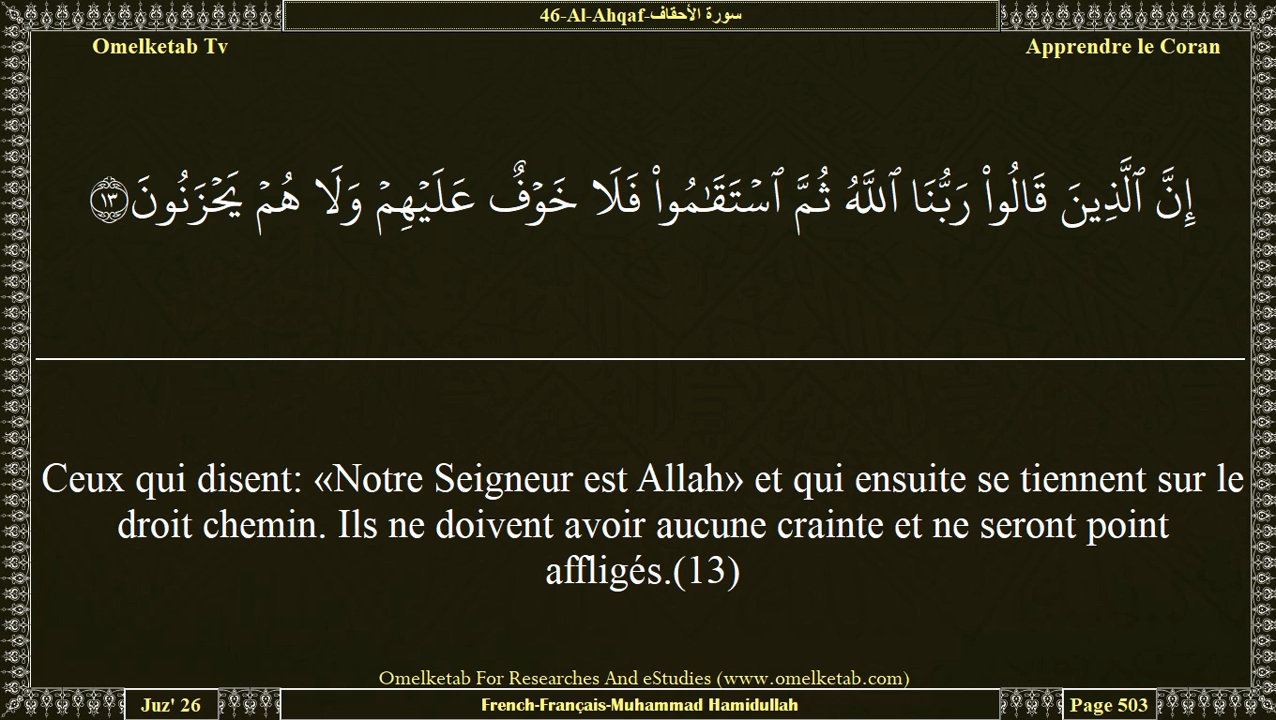 46-Al-Ahqaf-سورة الأحقاف
Omelketab Tv
Apprendre le Coran
إِنَّ ٱلَّذِينَ قَالُوا۟ رَبُّنَا ٱللَّهُ ثُمَّ ٱسۡتَقَـٰمُوا۟ فَلَا خَوۡفٌ عَلَيۡهِمۡ وَلَا هُمۡ يَحۡزَنُونَ ١٣
Ceux qui disent: «Notre Seigneur est Allah» et qui ensuite se tiennent sur le
droit chemin. Ils ne doivent avoir aucune crainte et ne seront point
affligés.(13)
Omelketab For Researches And eStudies (www.omelketab.com)
Juz' 26
French-Français-Muhammad Hamidullah
Page 503